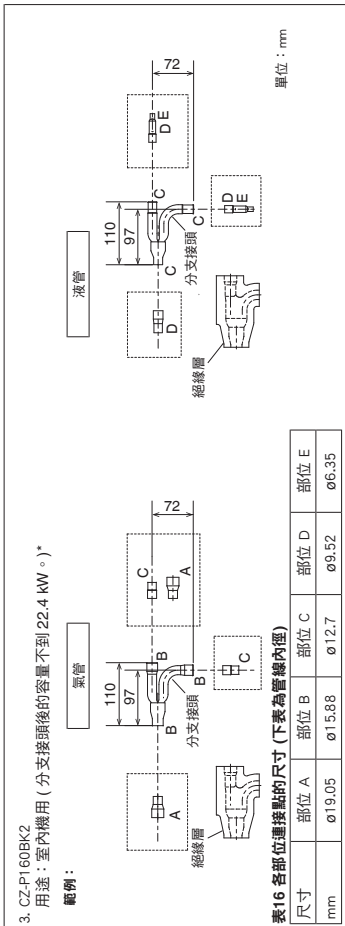 3. CZ-P160BK2
用途：室內機用 ( 分支接頭後的容量不到 22.4 kW。)*
範例：
氣管
110
97
72
B
B
B
C
A
A
C
分支接頭
絕緣層
液管
110
97
72
C
C
C
D
D E
D
E
分支接頭
絕緣層
單位：mm
表16 各部位連接點的尺寸 (下表為管線內徑)
尺寸 部位 A 部位 B 部位 C 部位 D 部位 E
mm ø19.05 ø15.88 ø12.7 ø9.52 ø6.35